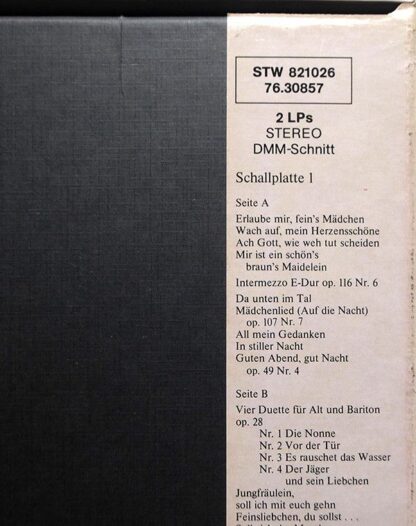 STW 821026
76.30857
2 LPs
STEREO
DMM-Schnitt
Schallplatte 1
Seite A
Erlaube mir, fein's Mädchen
Wach auf, mein Herzensschöne
Ach Gott, wie weh tut scheiden
Mir ist ein schön's
braun's Maidelein
Intermezzo E-Dur op. 116 Nr. 6
Da unten im Tal
Mädchenlied (Auf die Nacht)
op. 107 Nr. 7
All mein Gedanken
In stiller Nacht
Guten Abend, gut Nacht
op. 49 Nr. 4
Seite B
Vier Duette für Alt und Bariton
op. 28
Nr. 1 Die Nonne
Nr. 2 Vor der Tür
Nr. 3 Es rauschet das Wasser
Nr. 4 Der Jäger
und sein Liebchen
Jungfräulein,
soll ich mit euch gehn
Feinsliebchen, du sollst . . .